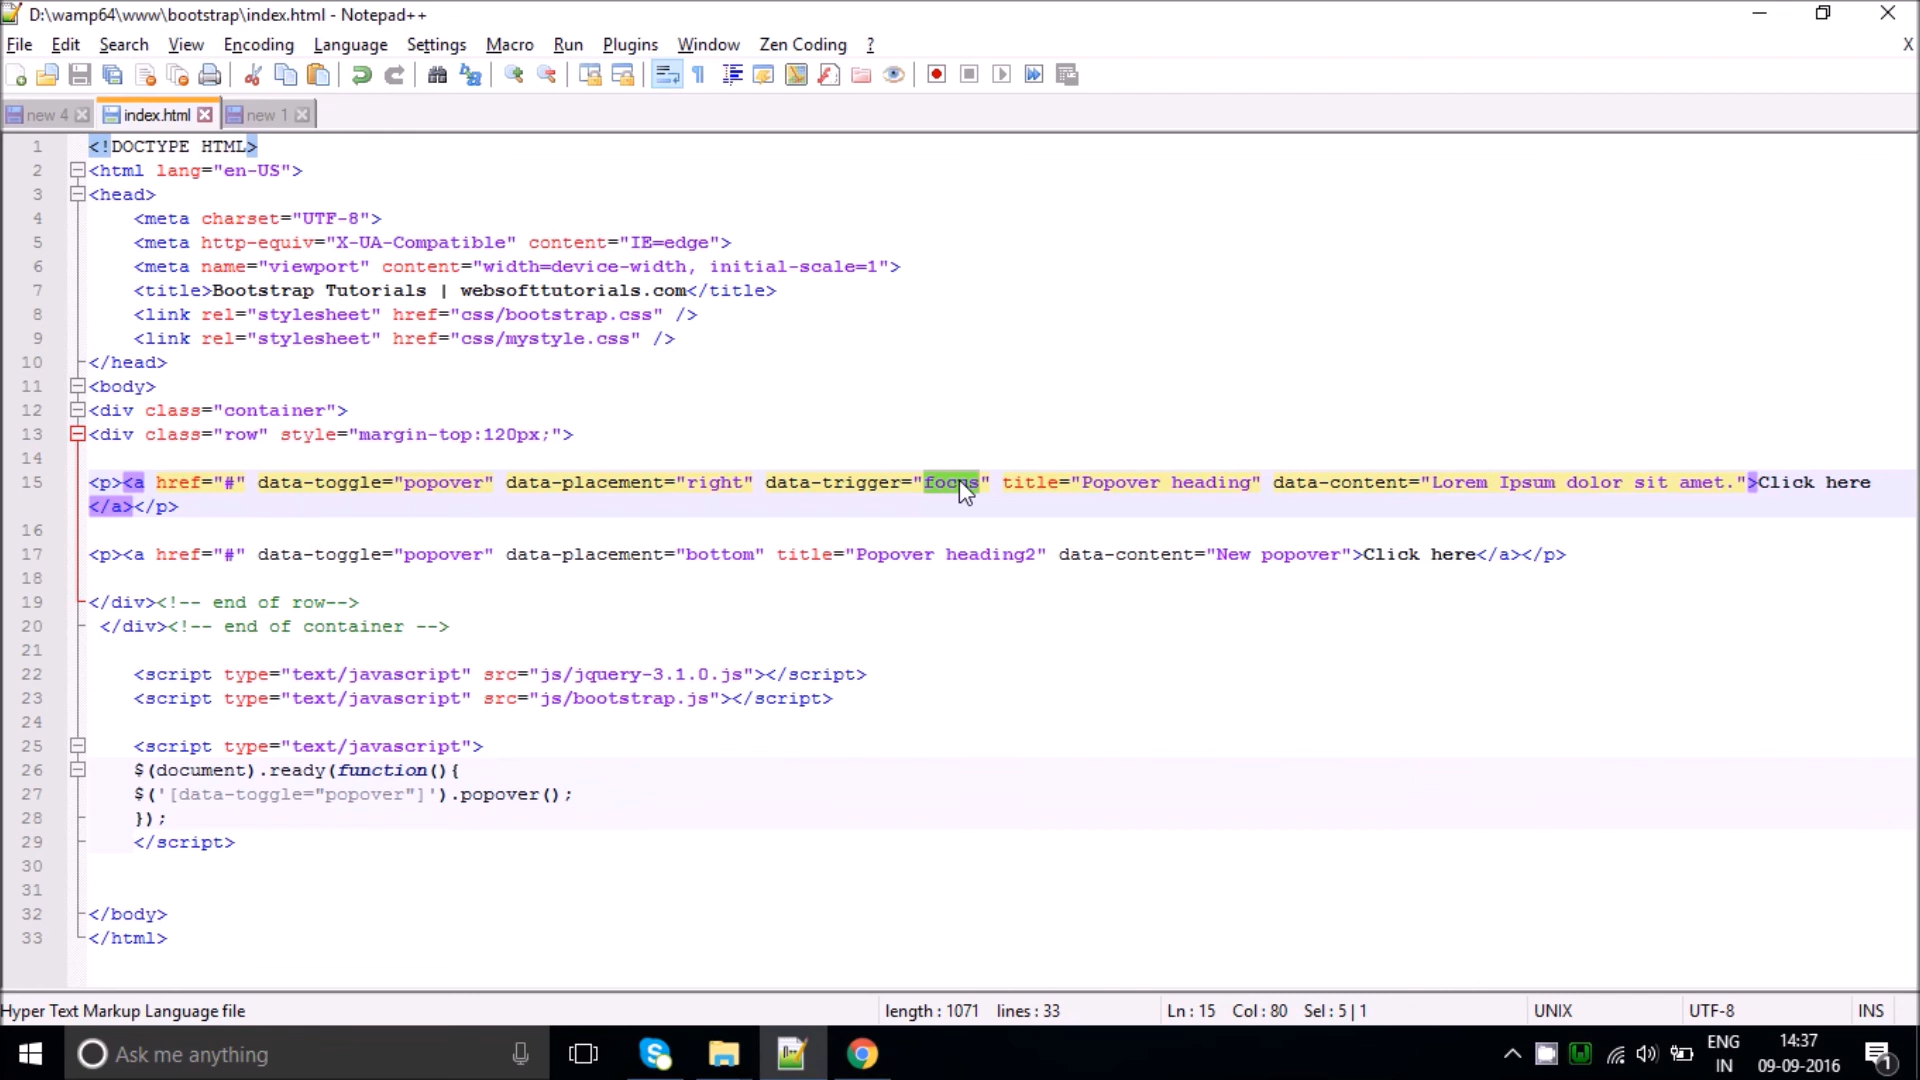 D:\wamp64\www\bootstrap\index.html - Notepad++
File Edit Search View Encoding Language Settings Macro Run Plugins Window Zen Coding ? X
new 4 index.html new 1
1 <!DOCTYPE HTML>
2 <html lang="en-US">
3 <head>
4 <meta charset="UTF-8">
5 <meta http-equiv="X-UA-Compatible" content="IE=edge">
6 <meta name="viewport" content="width=device-width, initial-scale=1">
7 <title>Bootstrap Tutorials | websofttutorials.com</title>
8 <link rel="stylesheet" href="css/bootstrap.css" />
9 <link rel="stylesheet" href="css/mystyle.css" />
10 </head>
11 <body>
12 <div class="container">
13 <div class="row" style="margin-top:120px;">
14
15 <p><a href="#" data-toggle="popover" data-placement="right" data-trigger="focus" title="Popover heading" data-content="Lorem Ipsum dolor sit amet.">Click here
</a></p>
16
17 <p><a href="#" data-toggle="popover" data-placement="bottom" title="Popover heading2" data-content="New popover">Click here</a></p>
18
19 </div><!-- end of row-->
20 </div><!-- end of container -->
21
22 <script type="text/javascript" src="js/jquery-3.1.0.js"></script>
23 <script type="text/javascript" src="js/bootstrap.js"></script>
24
25 <script type="text/javascript">
26 $(document).ready(function(){
27 $('[data-toggle="popover"]').popover();
28 });
29 </script>
30
31
32 </body>
33 </html>
Hyper Text Markup Language file length : 1071 lines : 33 Ln : 15 Col : 80 Sel : 5 | 1 UNIX UTF-8 INS
Ask me anything
ENG 14:37
IN 09-09-2016 1